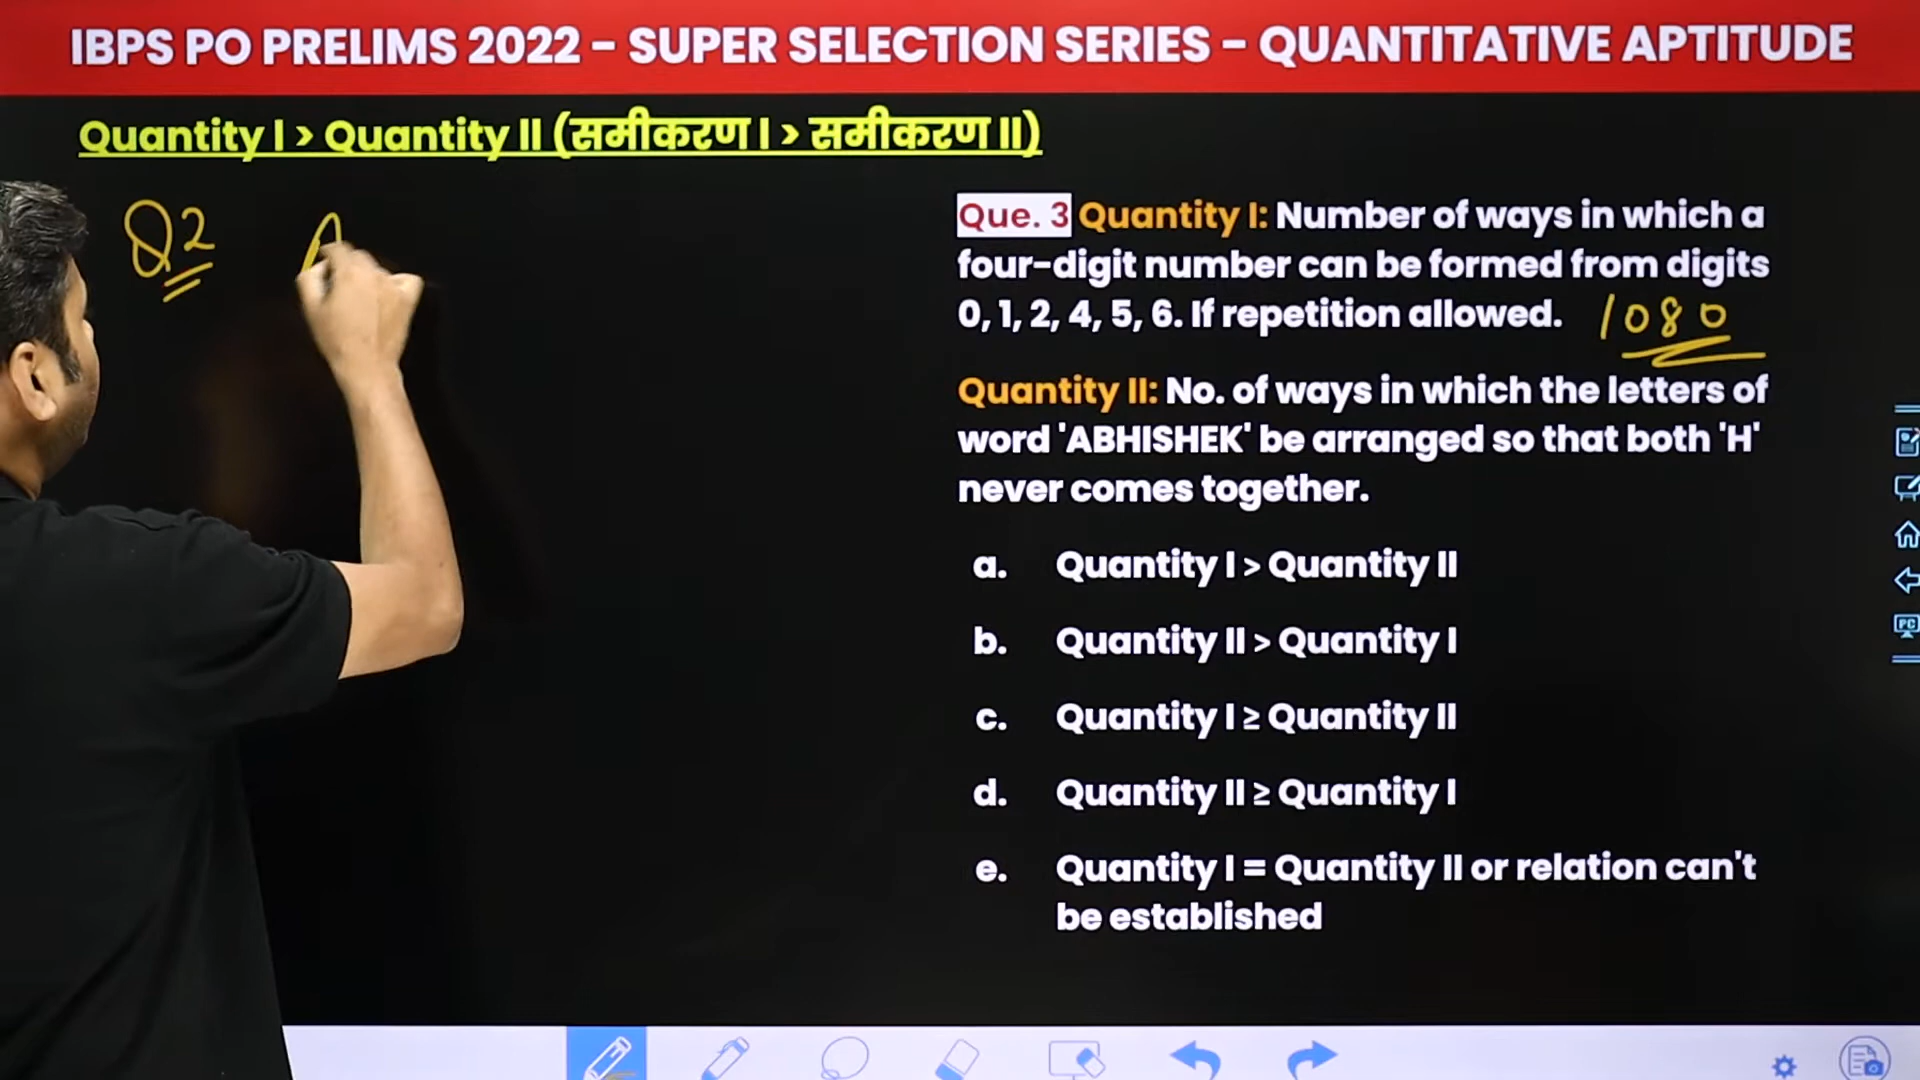 IBPS PO PRELIMS 2022 - SUPER SELECTION SERIES - QUANTITATIVE APTITUDE
Quantity I > Quantity II (समीकरण I > समीकरण II)
Q2
Que. 3 Quantity I: Number of ways in which a
four-digit number can be formed from digits
0, 1, 2, 4, 5, 6. If repetition allowed. 1080
Quantity II: No. of ways in which the letters of
word 'ABHISHEK' be arranged so that both 'H'
never comes together.
a. Quantity I > Quantity II
b. Quantity II > Quantity I
c. Quantity I ≥ Quantity II
d. Quantity II ≥ Quantity I
e. Quantity I = Quantity II or relation can't
be established
PC